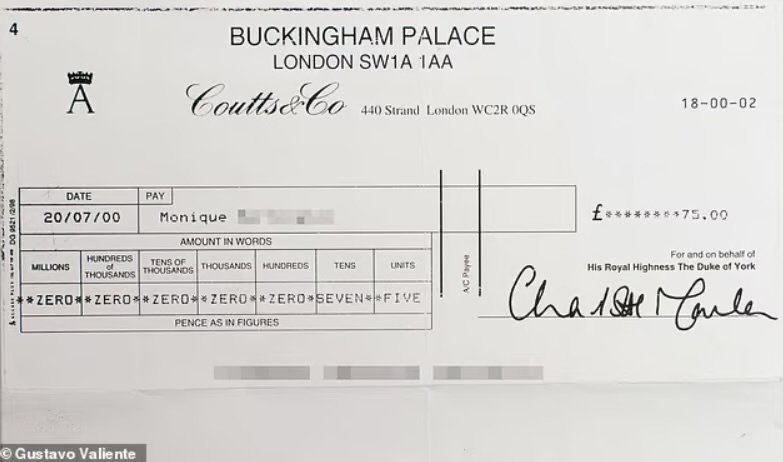 4
BUCKINGHAM PALACE
LONDON SW1A 1AA
A
Coutts & Co 440 Strand London WC2R 0QS
18-00-02
DATE PAY
20/07/00 Monique
£********75.00
AMOUNT IN WORDS
MILLIONS HUNDREDS of THOUSANDS TENS OF THOUSANDS THOUSANDS HUNDREDS TENS UNITS
**ZERO**ZERO**ZERO**ZERO*ZERO*SEVEN**FIVE
PENCE AS IN FIGURES
A/C Payee
For and on behalf of
His Royal Highness The Duke of York
© Gustavo Valiente